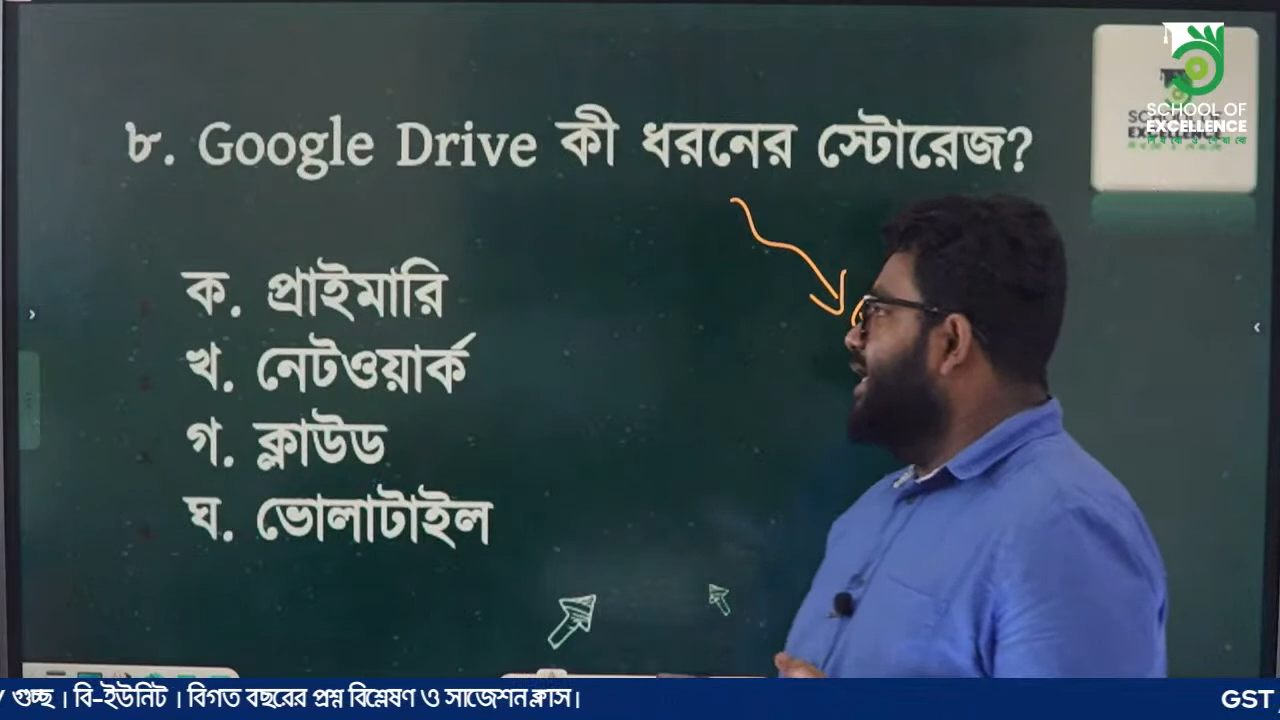 ৮. Google Drive কী ধরনের স্টোরেজ?
ক. প্রাইমারি
খ. নেটওয়ার্ক
গ. ক্লাউড
ঘ. ভোলাটাইল
SCHOOL OF
EXCELLENCE
গুচ্ছ । বি-ইউনিট । বিগত বছরের প্রশ্ন বিশ্লেষণ ও সাজেশন ক্লাস।
GST